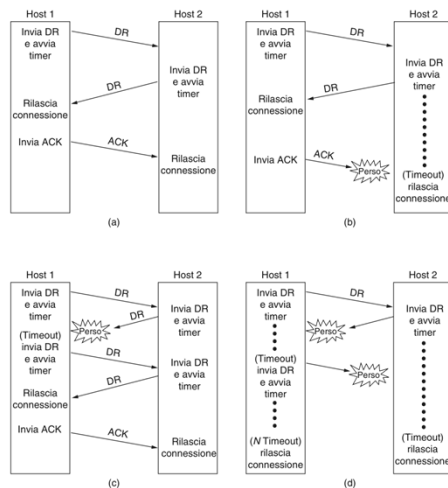 Host 1
Host 2
Invia DR
e avvia
timer
DR
Invia DR
e avvia
timer
DR
Rilascia
connessione
Invia ACK
ACK
Rilascia
connessione
(a)
Host 1
Host 2
Invia DR
e avvia
timer
DR
Invia DR
e avvia
timer
DR
Rilascia
connessione
Invia ACK
ACK
Perso
(Timeout)
rilascia
connessione
(b)
Host 1
Host 2
Invia DR
e avvia
timer
DR
Invia DR
e avvia
timer
DR
Perso
(Timeout)
invia DR
e avvia
timer
DR
Invia DR
e avvia
timer
DR
Rilascia
connessione
Invia ACK
ACK
Rilascia
connessione
(c)
Host 1
Host 2
Invia DR
e avvia
timer
DR
Invia DR
e avvia
timer
Perso
(Timeout)
invia DR
e avvia
timer
Perso
(N Timeout)
rilascia
connessione
(Timeout)
rilascia
connessione
(d)